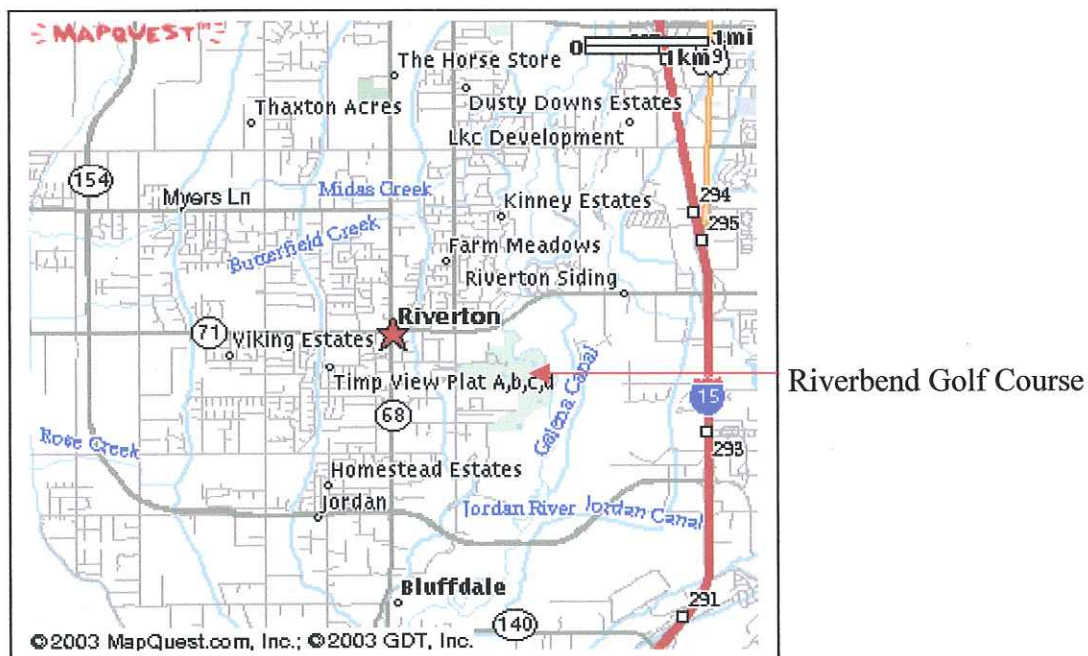 MAPQUEST
0 1mi
1km
The Horse Store
Thaxton Acres
Dusty Downs Estates
Lkc Development
154
Midas Creek
Myers Ln
Kinney Estates
294
295
Butterfield Creek
Farm Meadows
Riverton Siding
Riverton
71
Viking Estates
Timp View Plat A,b,c,d
Galena Canal
Riverbend Golf Course
15
68
293
Rose Creek
Homestead Estates
Jordan
Jordan River
Jordan Canal
Bluffdale
291
140
©2003 MapQuest.com, Inc.; ©2003 GDT, Inc.